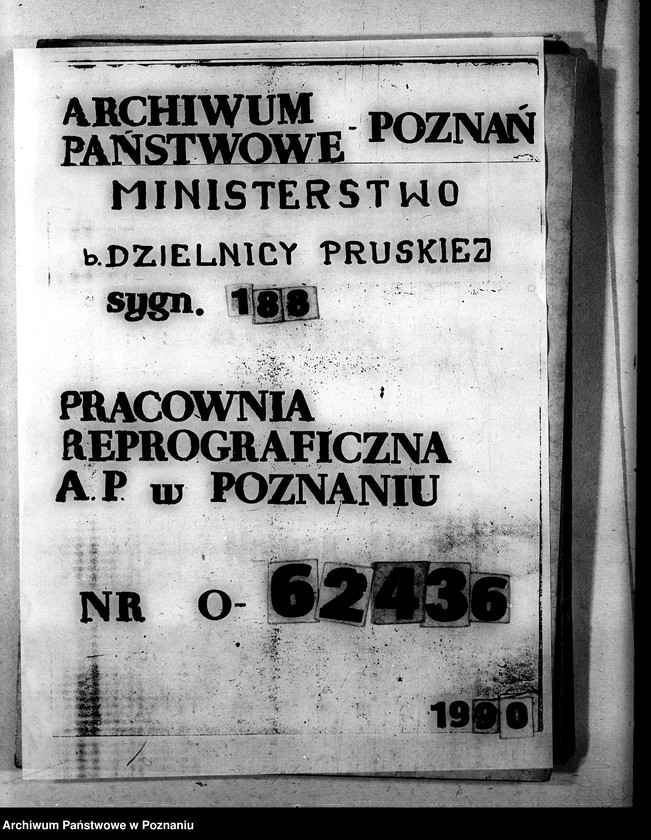 ARCHIWUM
PAŃSTWOWE - POZNAŃ
MINISTERSTWO
b. DZIELNICY PRUSKIEJ
sygn. 188
PRACOWNIA
REPROGRAFICZNA
A.P. w POZNANIU
NR O- 62436
1990
Archiwum Państwowe w Poznaniu